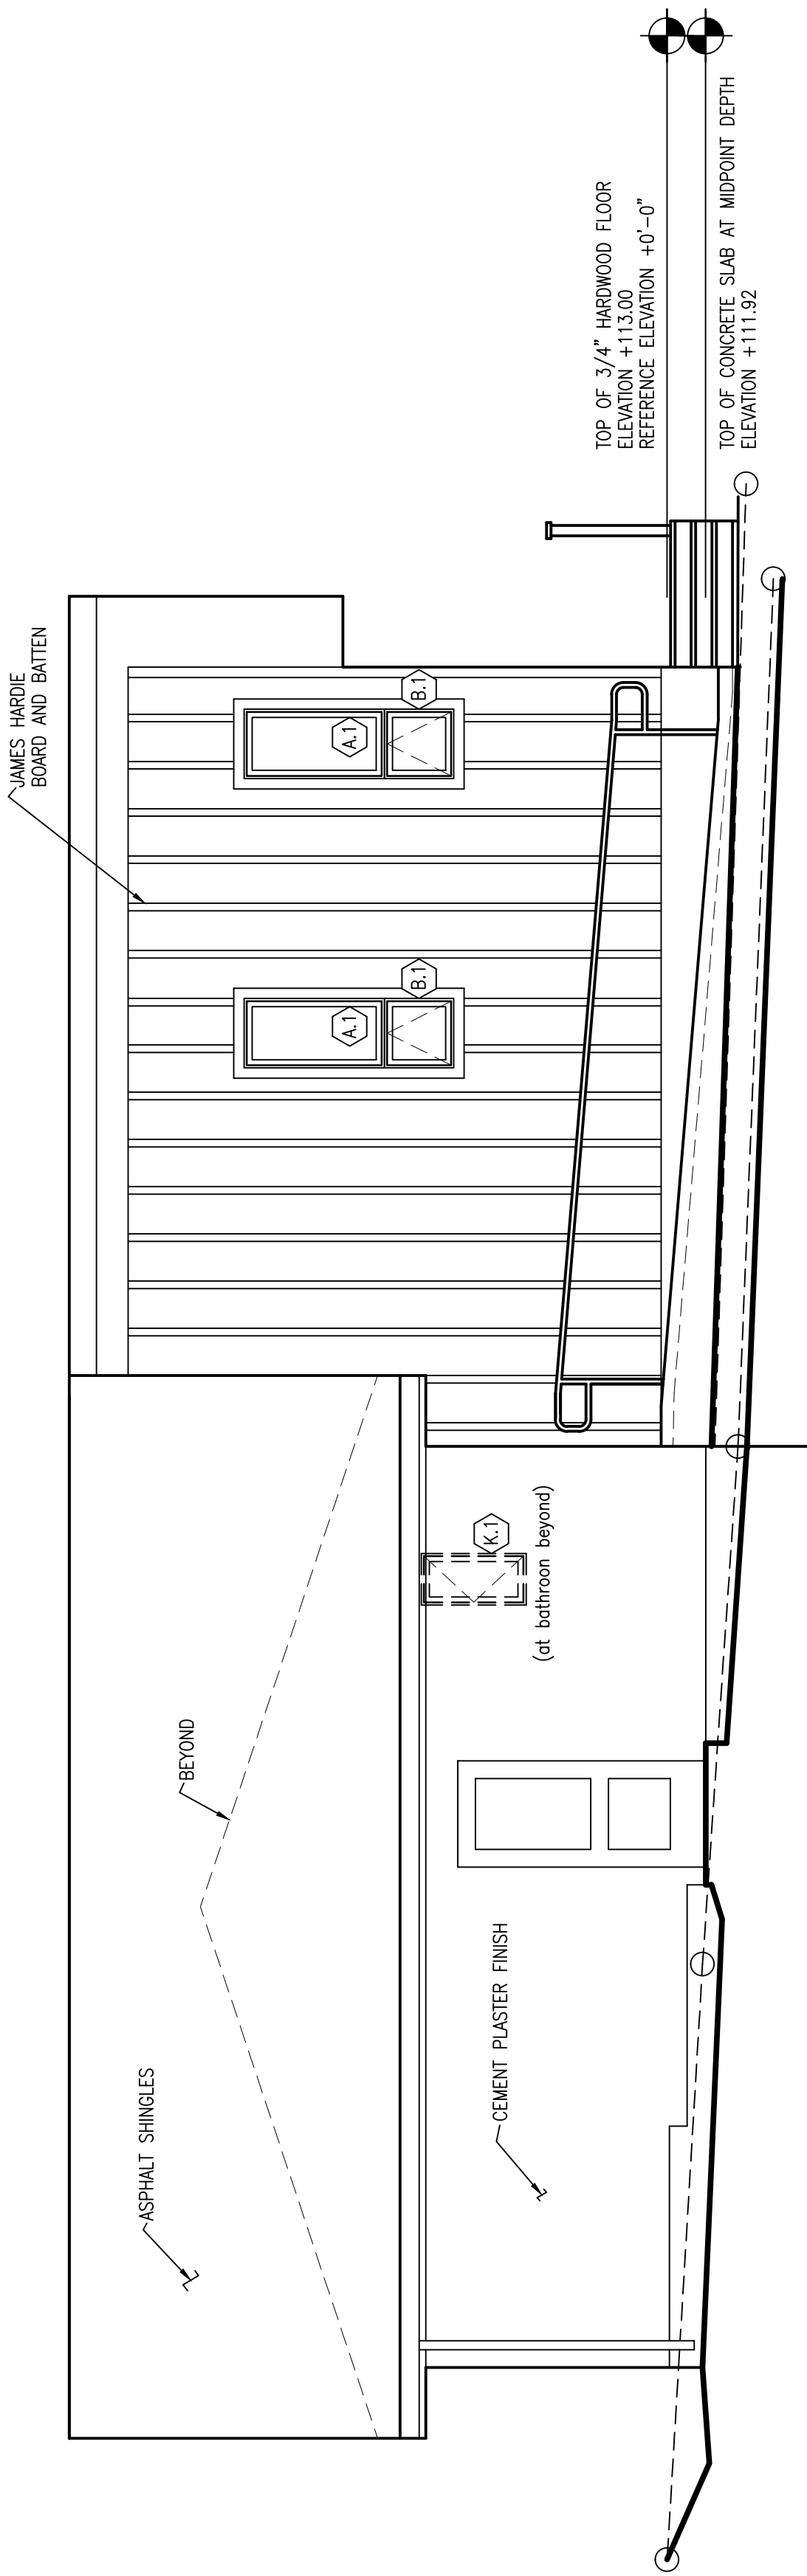 ASPHALT SHINGLES
BEYOND
CEMENT PLASTER FINISH
K.1
(at bathroon beyond)
JAMES HARDIE
BOARD AND BATTEN
A.1
B.1
A.1
B.1
TOP OF 3/4" HARDWOOD FLOOR
ELEVATION +113.00
REFERENCE ELEVATION +0'-0"
TOP OF CONCRETE SLAB AT MIDPOINT DEPTH
ELEVATION +111.92